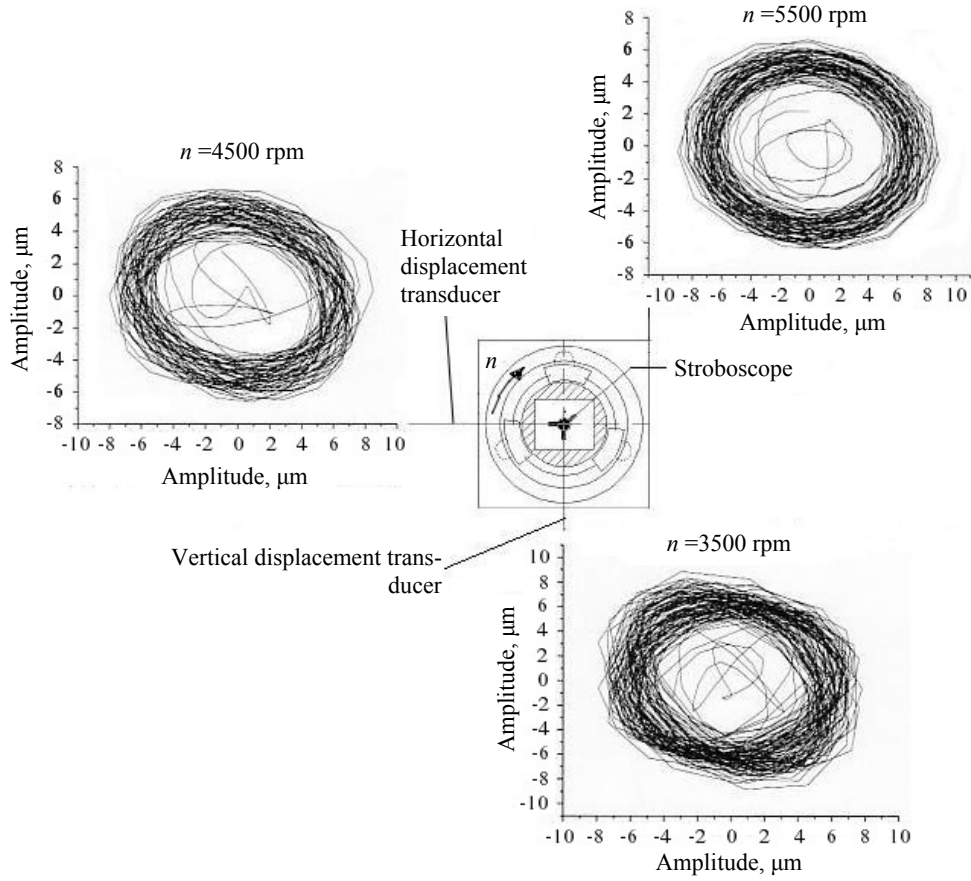 n =5500 rpm
8
6
4
2
0
-2
-4
-6
-8
Amplitude, μm
-10 -8 -6 -4 -2 0 2 4 6 8 10
Amplitude, μm
n =4500 rpm
8
6
4
2
0
-2
-4
-6
-8
Amplitude, μm
-10 -8 -6 -4 -2 0 2 4 6 8 10
Amplitude, μm
Horizontal
displacement
transducer
n
Stroboscope
Vertical displacement trans-
ducer
n =3500 rpm
10
8
6
4
2
0
-2
-4
-6
-8
-10
Amplitude, μm
-10 -8 -6 -4 -2 0 2 4 6 8 10
Amplitude, μm